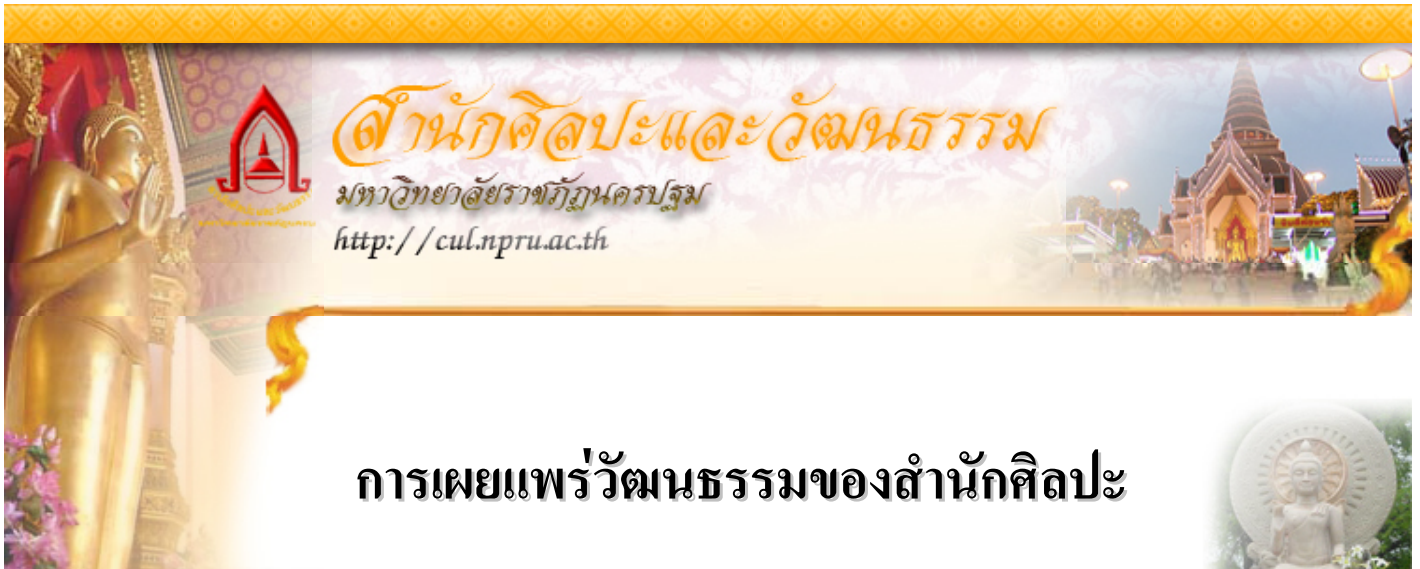 สำนักศิลปะและวัฒนธรรม
มหาวิทยาลัยราชภัฏนครปฐม
http://cul.npru.ac.th
การเผยแพร่วัฒนธรรมของสำนักศิลปะ